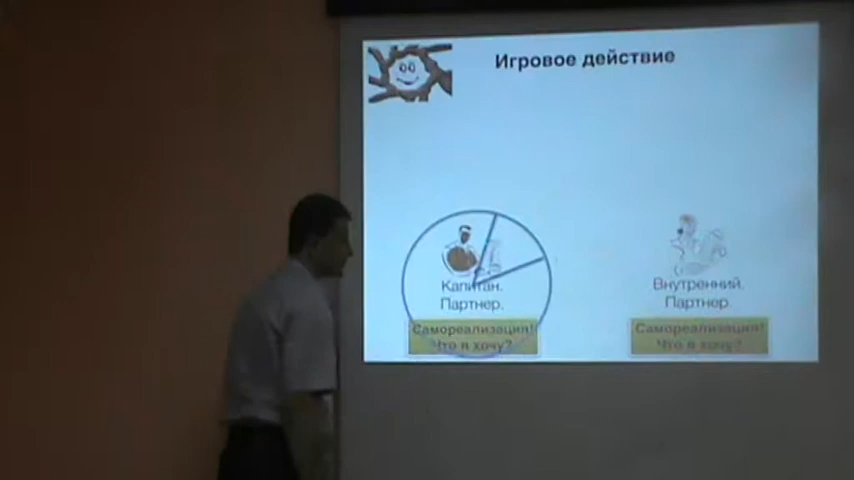 Игровое действие
Капитан.
Партнер.
Самореализация!
Что я хочу?
Внутренний.
Партнер.
Самореализация!
Что я хочу?